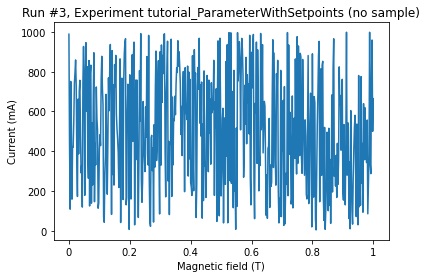 Run #3, Experiment tutorial_ParameterWithSetpoints (no sample)
1000
800
600
400
200
0
Current (mA)
0 0.2 0.4 0.6 0.8 1
Magnetic field (T)